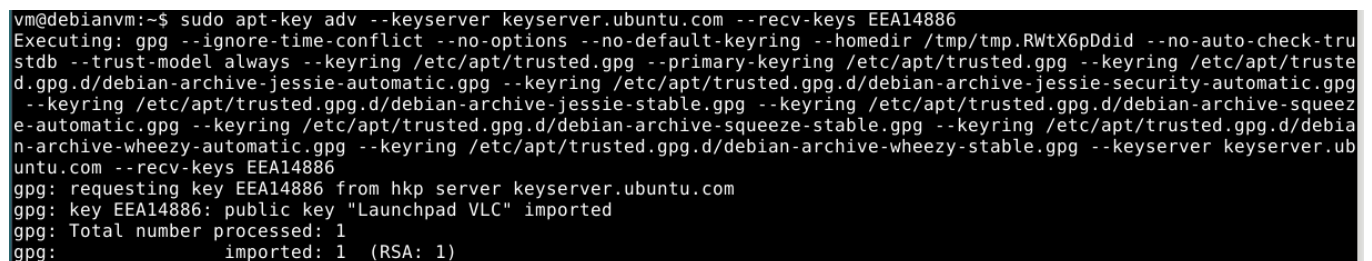 vm@debianvm:~$ sudo apt-key adv --keyserver keyserver.ubuntu.com --recv-keys EEA14886
Executing: gpg --ignore-time-conflict --no-options --no-default-keyring --homedir /tmp/tmp.RWtX6pDdid --no-auto-check-tru
stdb --trust-model always --keyring /etc/apt/trusted.gpg --primary-keyring /etc/apt/trusted.gpg --keyring /etc/apt/truste
d.gpg.d/debian-archive-jessie-automatic.gpg --keyring /etc/apt/trusted.gpg.d/debian-archive-jessie-security-automatic.gpg
 --keyring /etc/apt/trusted.gpg.d/debian-archive-jessie-stable.gpg --keyring /etc/apt/trusted.gpg.d/debian-archive-squeez
e-automatic.gpg --keyring /etc/apt/trusted.gpg.d/debian-archive-squeeze-stable.gpg --keyring /etc/apt/trusted.gpg.d/debia
n-archive-wheezy-automatic.gpg --keyring /etc/apt/trusted.gpg.d/debian-archive-wheezy-stable.gpg --keyserver keyserver.ub
untu.com --recv-keys EEA14886
gpg: requesting key EEA14886 from hkp server keyserver.ubuntu.com
gpg: key EEA14886: public key "Launchpad VLC" imported
gpg: Total number processed: 1
gpg:               imported: 1  (RSA: 1)